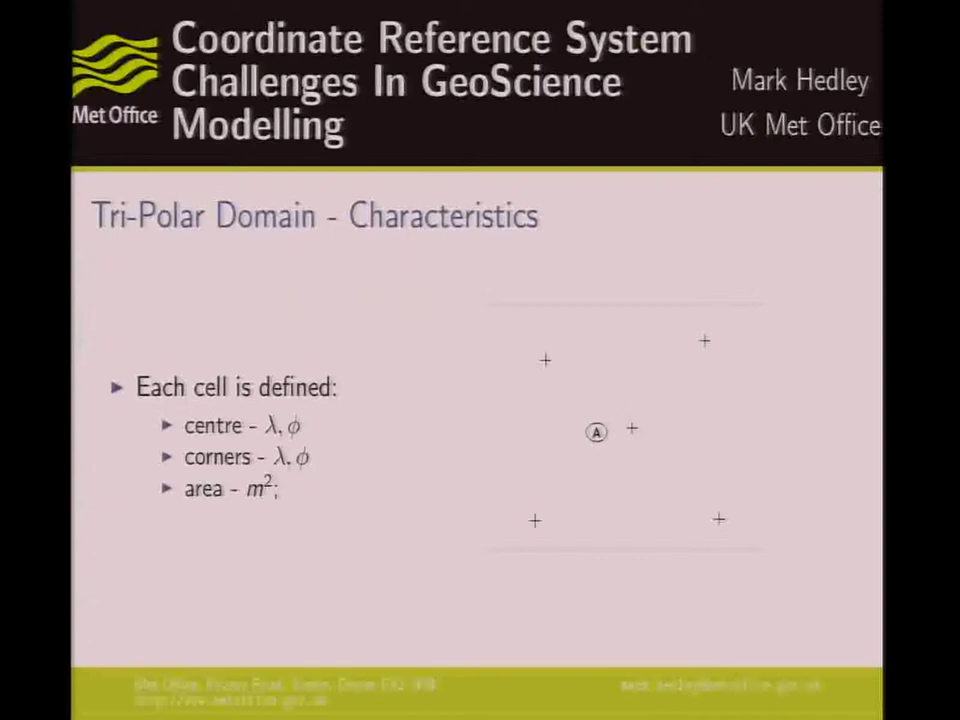 Coordinate Reference System
Challenges In GeoScience
Modelling
Mark Hedley
UK Met Office
Met Office
Tri-Polar Domain - Characteristics
Each cell is defined:
centre - λ, ϕ
corners - λ, ϕ
area - m²;
A